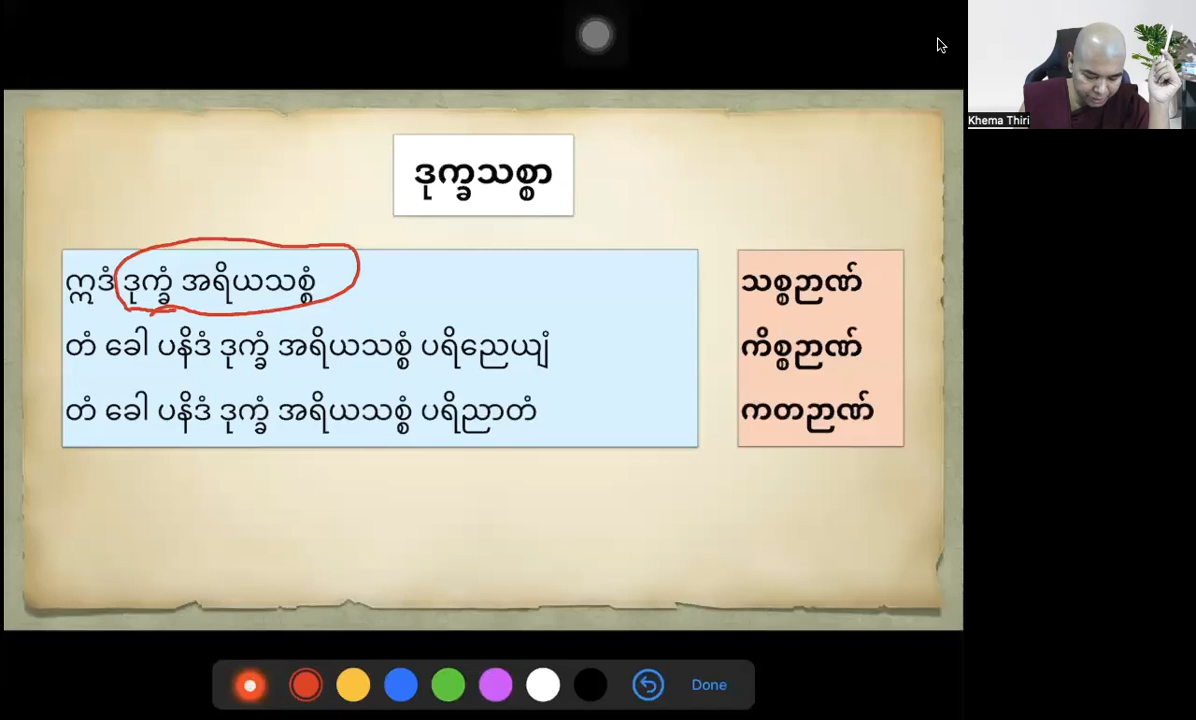 Khema Thiri
ဒုက္ခသစ္စာ
ဣဒံ ဒုက္ခံ အရိယသစ္စံ
သစ္စဉာဏ်
တံ ခေါ ပနိဒံ ဒုက္ခံ အရိယသစ္စံ ပရိညေယျံ
ကိစ္စဉာဏ်
တံ ခေါ ပနိဒံ ဒုက္ခံ အရိယသစ္စံ ပရိညာတံ
ကတဉာဏ်
Done